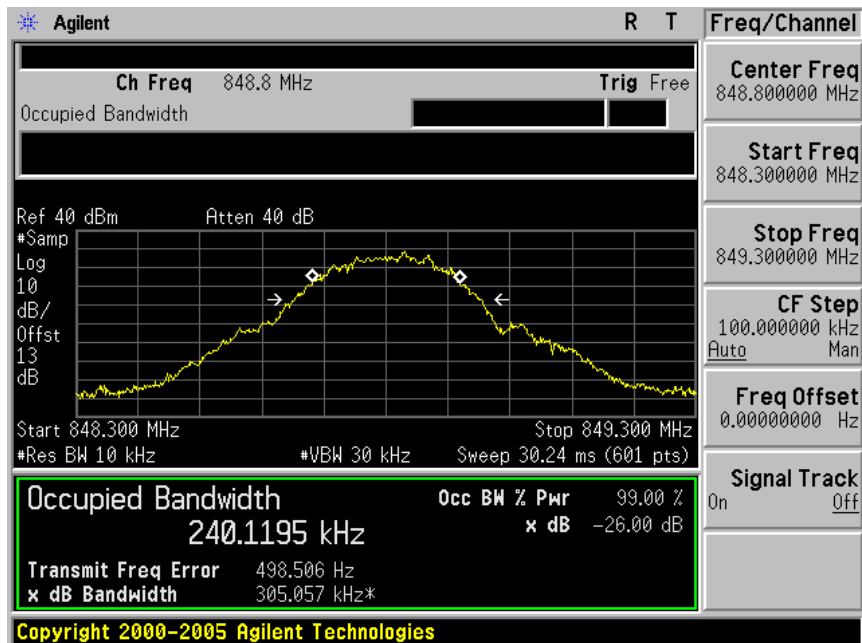 Agilent R T Freq/Channel
Ch Freq 848.8 MHz Trig Free
Occupied Bandwidth
Center Freq
848.800000 MHz
Start Freq
848.300000 MHz
Stop Freq
849.300000 MHz
CF Step
100.000000 kHz
Auto Man
Freq Offset
0.00000000 Hz
Signal Track
On Off
Ref 40 dBm Atten 40 dB
#Samp
Log
10
dB/
Offst
13
dB
Start 848.300 MHz Stop 849.300 MHz
#Res BW 10 kHz #VBW 30 kHz Sweep 30.24 ms (601 pts)
Occupied Bandwidth Occ BW % Pwr 99.00 %
240.1195 kHz x dB -26.00 dB
Transmit Freq Error 498.506 Hz
x dB Bandwidth 305.057 kHz*
Copyright 2000-2005 Agilent Technologies